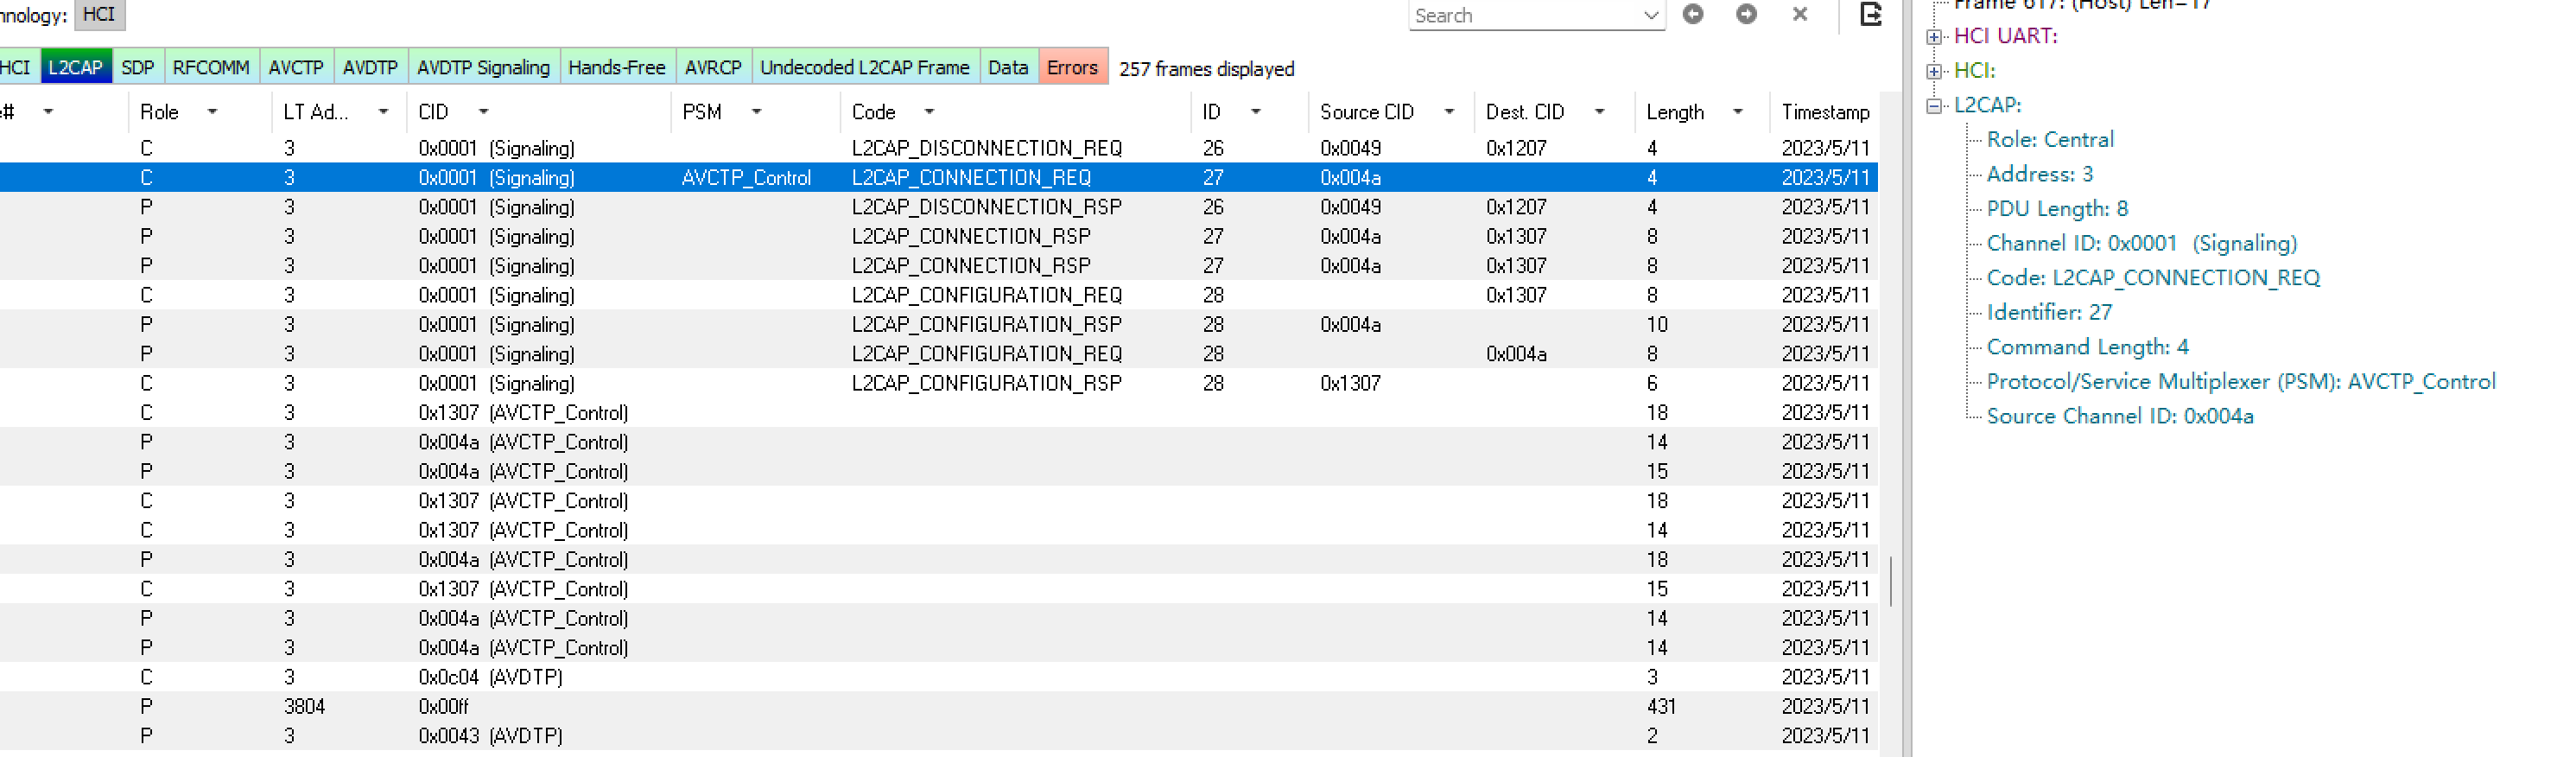 hnology: HCI Search
HCI L2CAP SDP RFCOMM AVCTP AVDTP AVDTP Signaling Hands-Free AVRCP Undecoded L2CAP Frame Data Errors 257 frames displayed
# Role LT Ad... CID PSM Code ID Source CID Dest. CID Length Timestamp
C 3 0x0001 (Signaling) L2CAP_DISCONNECTION_REQ 26 0x0049 0x1207 4 2023/5/11
C 3 0x0001 (Signaling) AVCTP_Control L2CAP_CONNECTION_REQ 27 0x004a 4 2023/5/11
P 3 0x0001 (Signaling) L2CAP_DISCONNECTION_RSP 26 0x0049 0x1207 4 2023/5/11
P 3 0x0001 (Signaling) L2CAP_CONNECTION_RSP 27 0x004a 0x1307 8 2023/5/11
P 3 0x0001 (Signaling) L2CAP_CONNECTION_RSP 27 0x004a 0x1307 8 2023/5/11
C 3 0x0001 (Signaling) L2CAP_CONFIGURATION_REQ 28 0x1307 8 2023/5/11
P 3 0x0001 (Signaling) L2CAP_CONFIGURATION_RSP 28 0x004a 10 2023/5/11
P 3 0x0001 (Signaling) L2CAP_CONFIGURATION_REQ 28 0x004a 8 2023/5/11
C 3 0x0001 (Signaling) L2CAP_CONFIGURATION_RSP 28 0x1307 6 2023/5/11
C 3 0x1307 (AVCTP_Control) 18 2023/5/11
P 3 0x004a (AVCTP_Control) 14 2023/5/11
P 3 0x004a (AVCTP_Control) 15 2023/5/11
C 3 0x1307 (AVCTP_Control) 18 2023/5/11
C 3 0x1307 (AVCTP_Control) 14 2023/5/11
P 3 0x004a (AVCTP_Control) 18 2023/5/11
C 3 0x1307 (AVCTP_Control) 15 2023/5/11
P 3 0x004a (AVCTP_Control) 14 2023/5/11
P 3 0x004a (AVCTP_Control) 14 2023/5/11
C 3 0x0c04 (AVDTP) 3 2023/5/11
P 3804 0x00ff 431 2023/5/11
P 3 0x0043 (AVDTP) 2 2023/5/11
Frame 617: (Host) Len=17
HCI UART:
HCI:
L2CAP:
Role: Central
Address: 3
PDU Length: 8
Channel ID: 0x0001 (Signaling)
Code: L2CAP_CONNECTION_REQ
Identifier: 27
Command Length: 4
Protocol/Service Multiplexer (PSM): AVCTP_Control
Source Channel ID: 0x004a